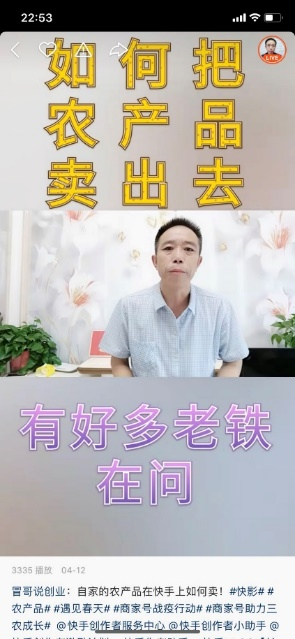 22:53
LIVE
如何把
农产品
卖出去
有好多老铁
在问
3335 播放 04-12
冒哥说创业：自家的农产品在快手上如何卖！#快影# #
农产品# #遇见春天# #商家号战疫行动# #商家号助力三
农成长# @快手创作者服务中心 @快手创作者小助手 @